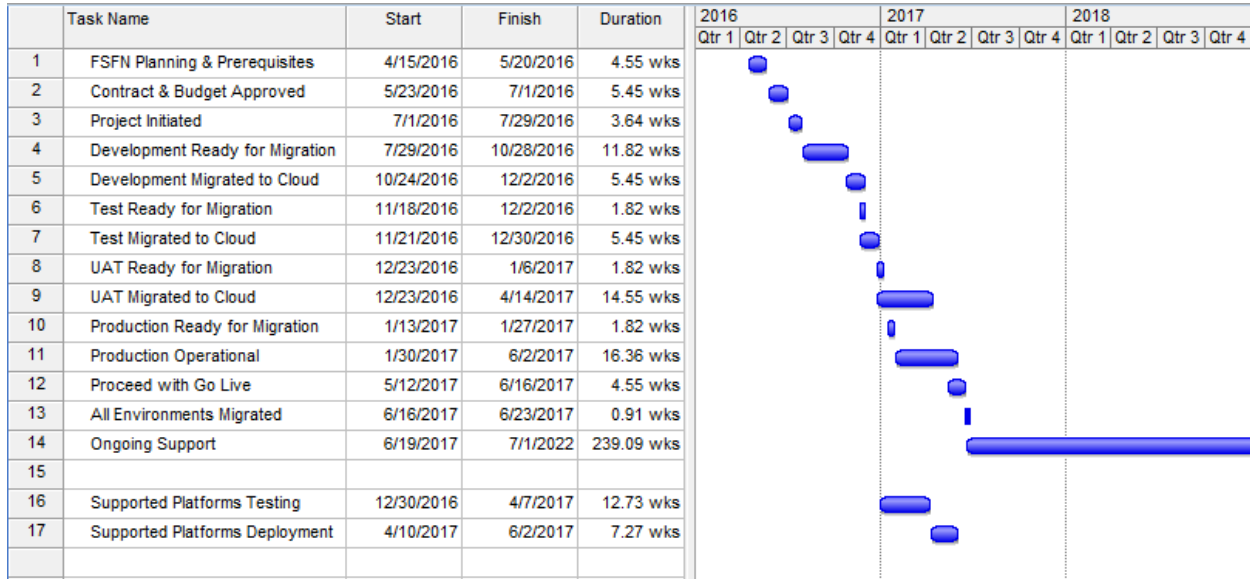 Task Name Start Finish Duration 2016 2017 2018
Qtr 1 Qtr 2 Qtr 3 Qtr 4 Qtr 1 Qtr 2 Qtr 3 Qtr 4 Qtr 1 Qtr 2 Qtr 3 Qtr 4
1 FSFN Planning & Prerequisites 4/15/2016 5/20/2016 4.55 wks
2 Contract & Budget Approved 5/23/2016 7/1/2016 5.45 wks
3 Project Initiated 7/1/2016 7/29/2016 3.64 wks
4 Development Ready for Migration 7/29/2016 10/28/2016 11.82 wks
5 Development Migrated to Cloud 10/24/2016 12/2/2016 5.45 wks
6 Test Ready for Migration 11/18/2016 12/2/2016 1.82 wks
7 Test Migrated to Cloud 11/21/2016 12/30/2016 5.45 wks
8 UAT Ready for Migration 12/23/2016 1/6/2017 1.82 wks
9 UAT Migrated to Cloud 12/23/2016 4/14/2017 14.55 wks
10 Production Ready for Migration 1/13/2017 1/27/2017 1.82 wks
11 Production Operational 1/30/2017 6/2/2017 16.36 wks
12 Proceed with Go Live 5/12/2017 6/16/2017 4.55 wks
13 All Environments Migrated 6/16/2017 6/23/2017 0.91 wks
14 Ongoing Support 6/19/2017 7/1/2022 239.09 wks
15
16 Supported Platforms Testing 12/30/2016 4/7/2017 12.73 wks
17 Supported Platforms Deployment 4/10/2017 6/2/2017 7.27 wks